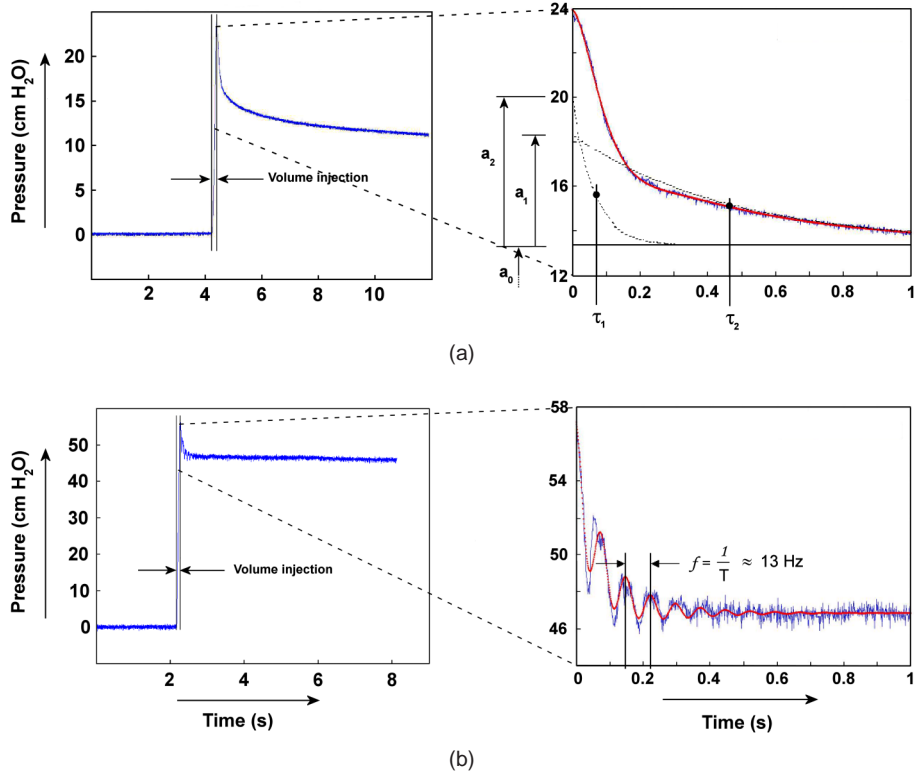 Pressure (cm H₂O)
20
15
10
5
0
Volume injection
2
4
6
8
10
24
20
16
12
a₂
a₁
a₀
0
0.2
0.4
0.6
0.8
1
τ₁
τ₂
(a)
Pressure (cm H₂O)
50
40
30
20
10
0
Volume injection
2
4
6
8
Time (s)
58
54
50
46
f = 1/T ≈ 13 Hz
0
0.2
0.4
0.6
0.8
1
Time (s)
(b)